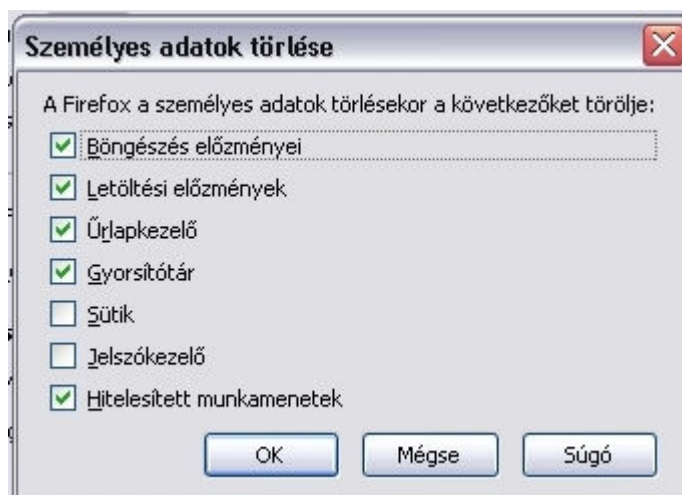 Személyes adatok törlése
A Firefox a személyes adatok törlésekor a következőket törölje:
Böngészés előzményei
Letöltési előzmények
Űrlapkezelő
Gyorsítótár
Sütik
Jelszókezelő
Hitelesített munkamenetek
OK Mégse Súgó